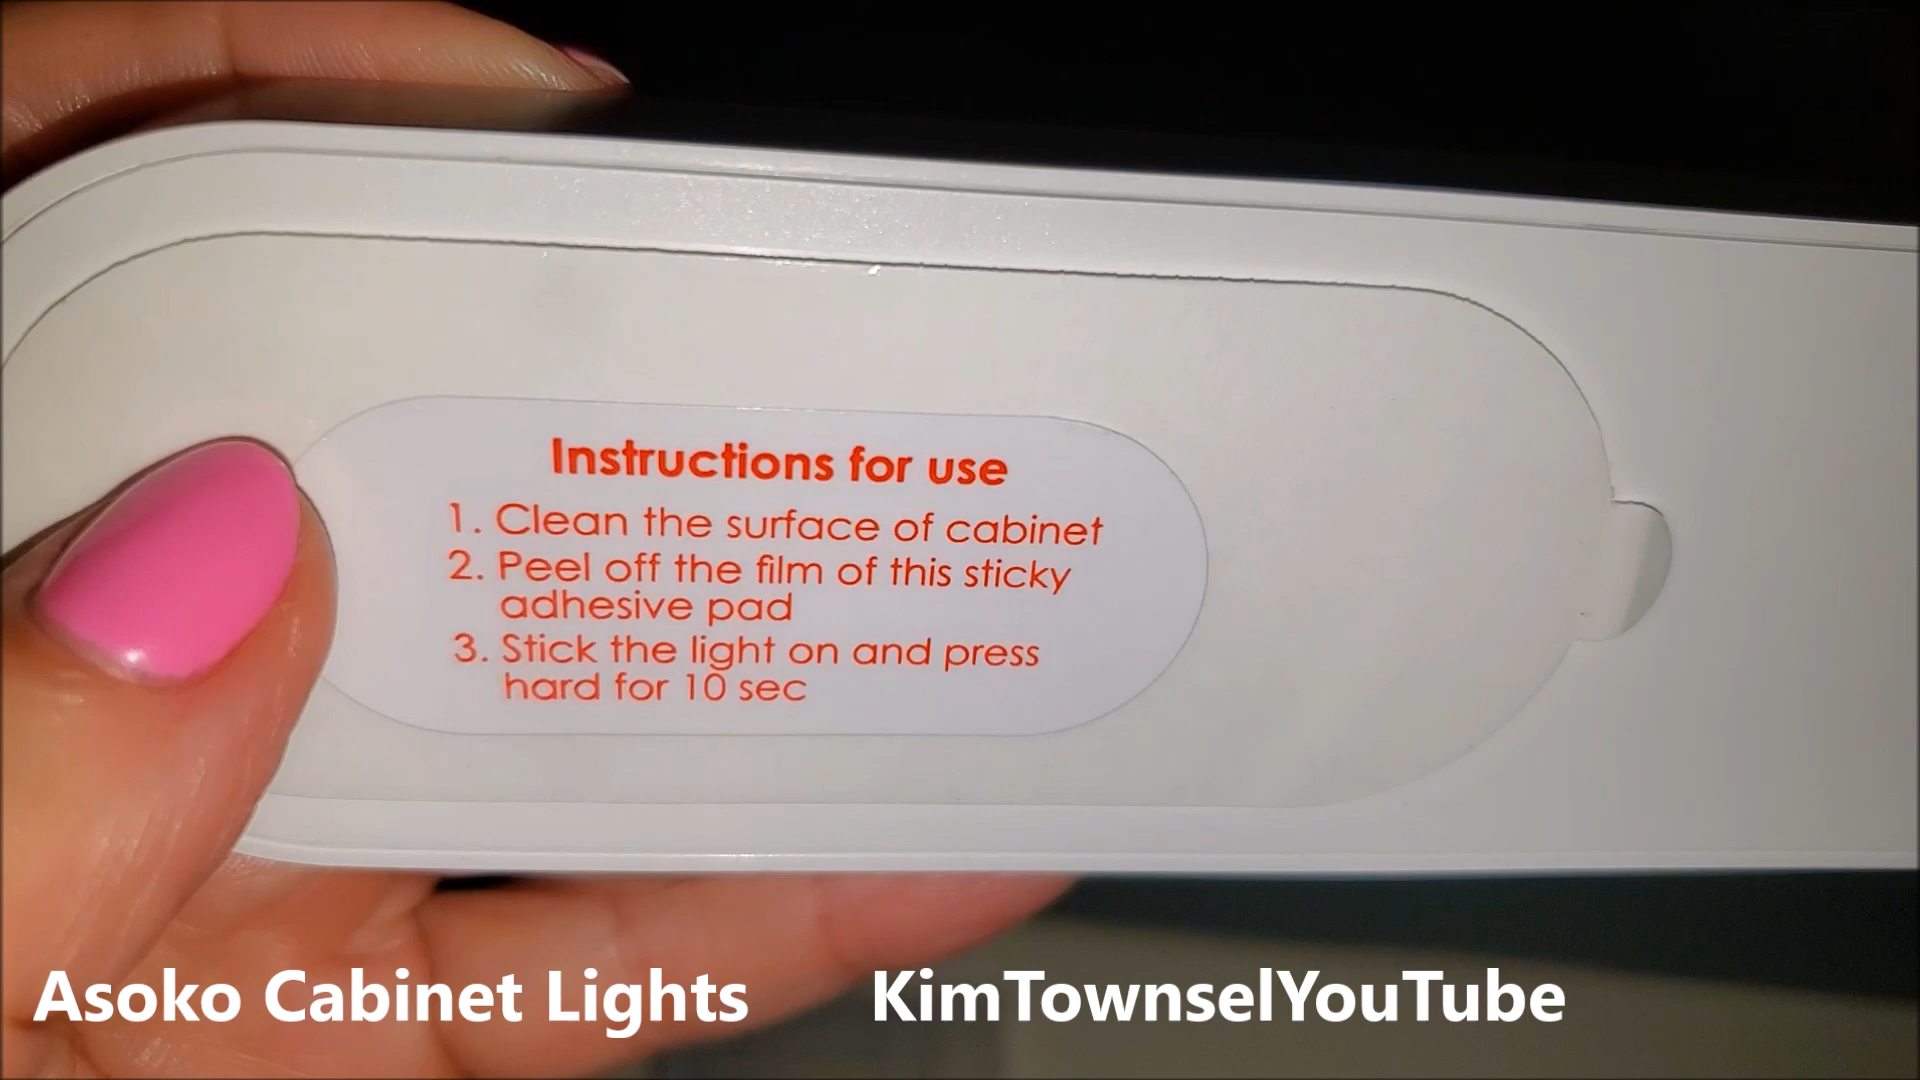 Instructions for use
1. Clean the surface of cabinet
2. Peel off the film of this sticky
adhesive pad
3. Stick the light on and press
hard for 10 sec
Asoko Cabinet Lights
KimTownselYouTube